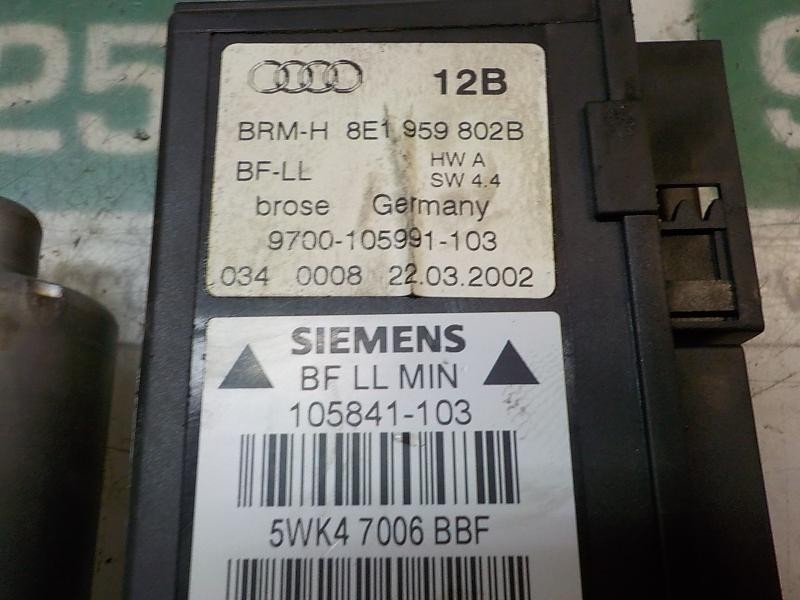 12B
BRM-H 8E1 959 802B
BF-LL HW A
SW 4.4
brose Germany
9700-105991-103
034 0008 22.03.2002
SIEMENS
BF LL MIN
105841-103
5WK4 7006 BBF
25